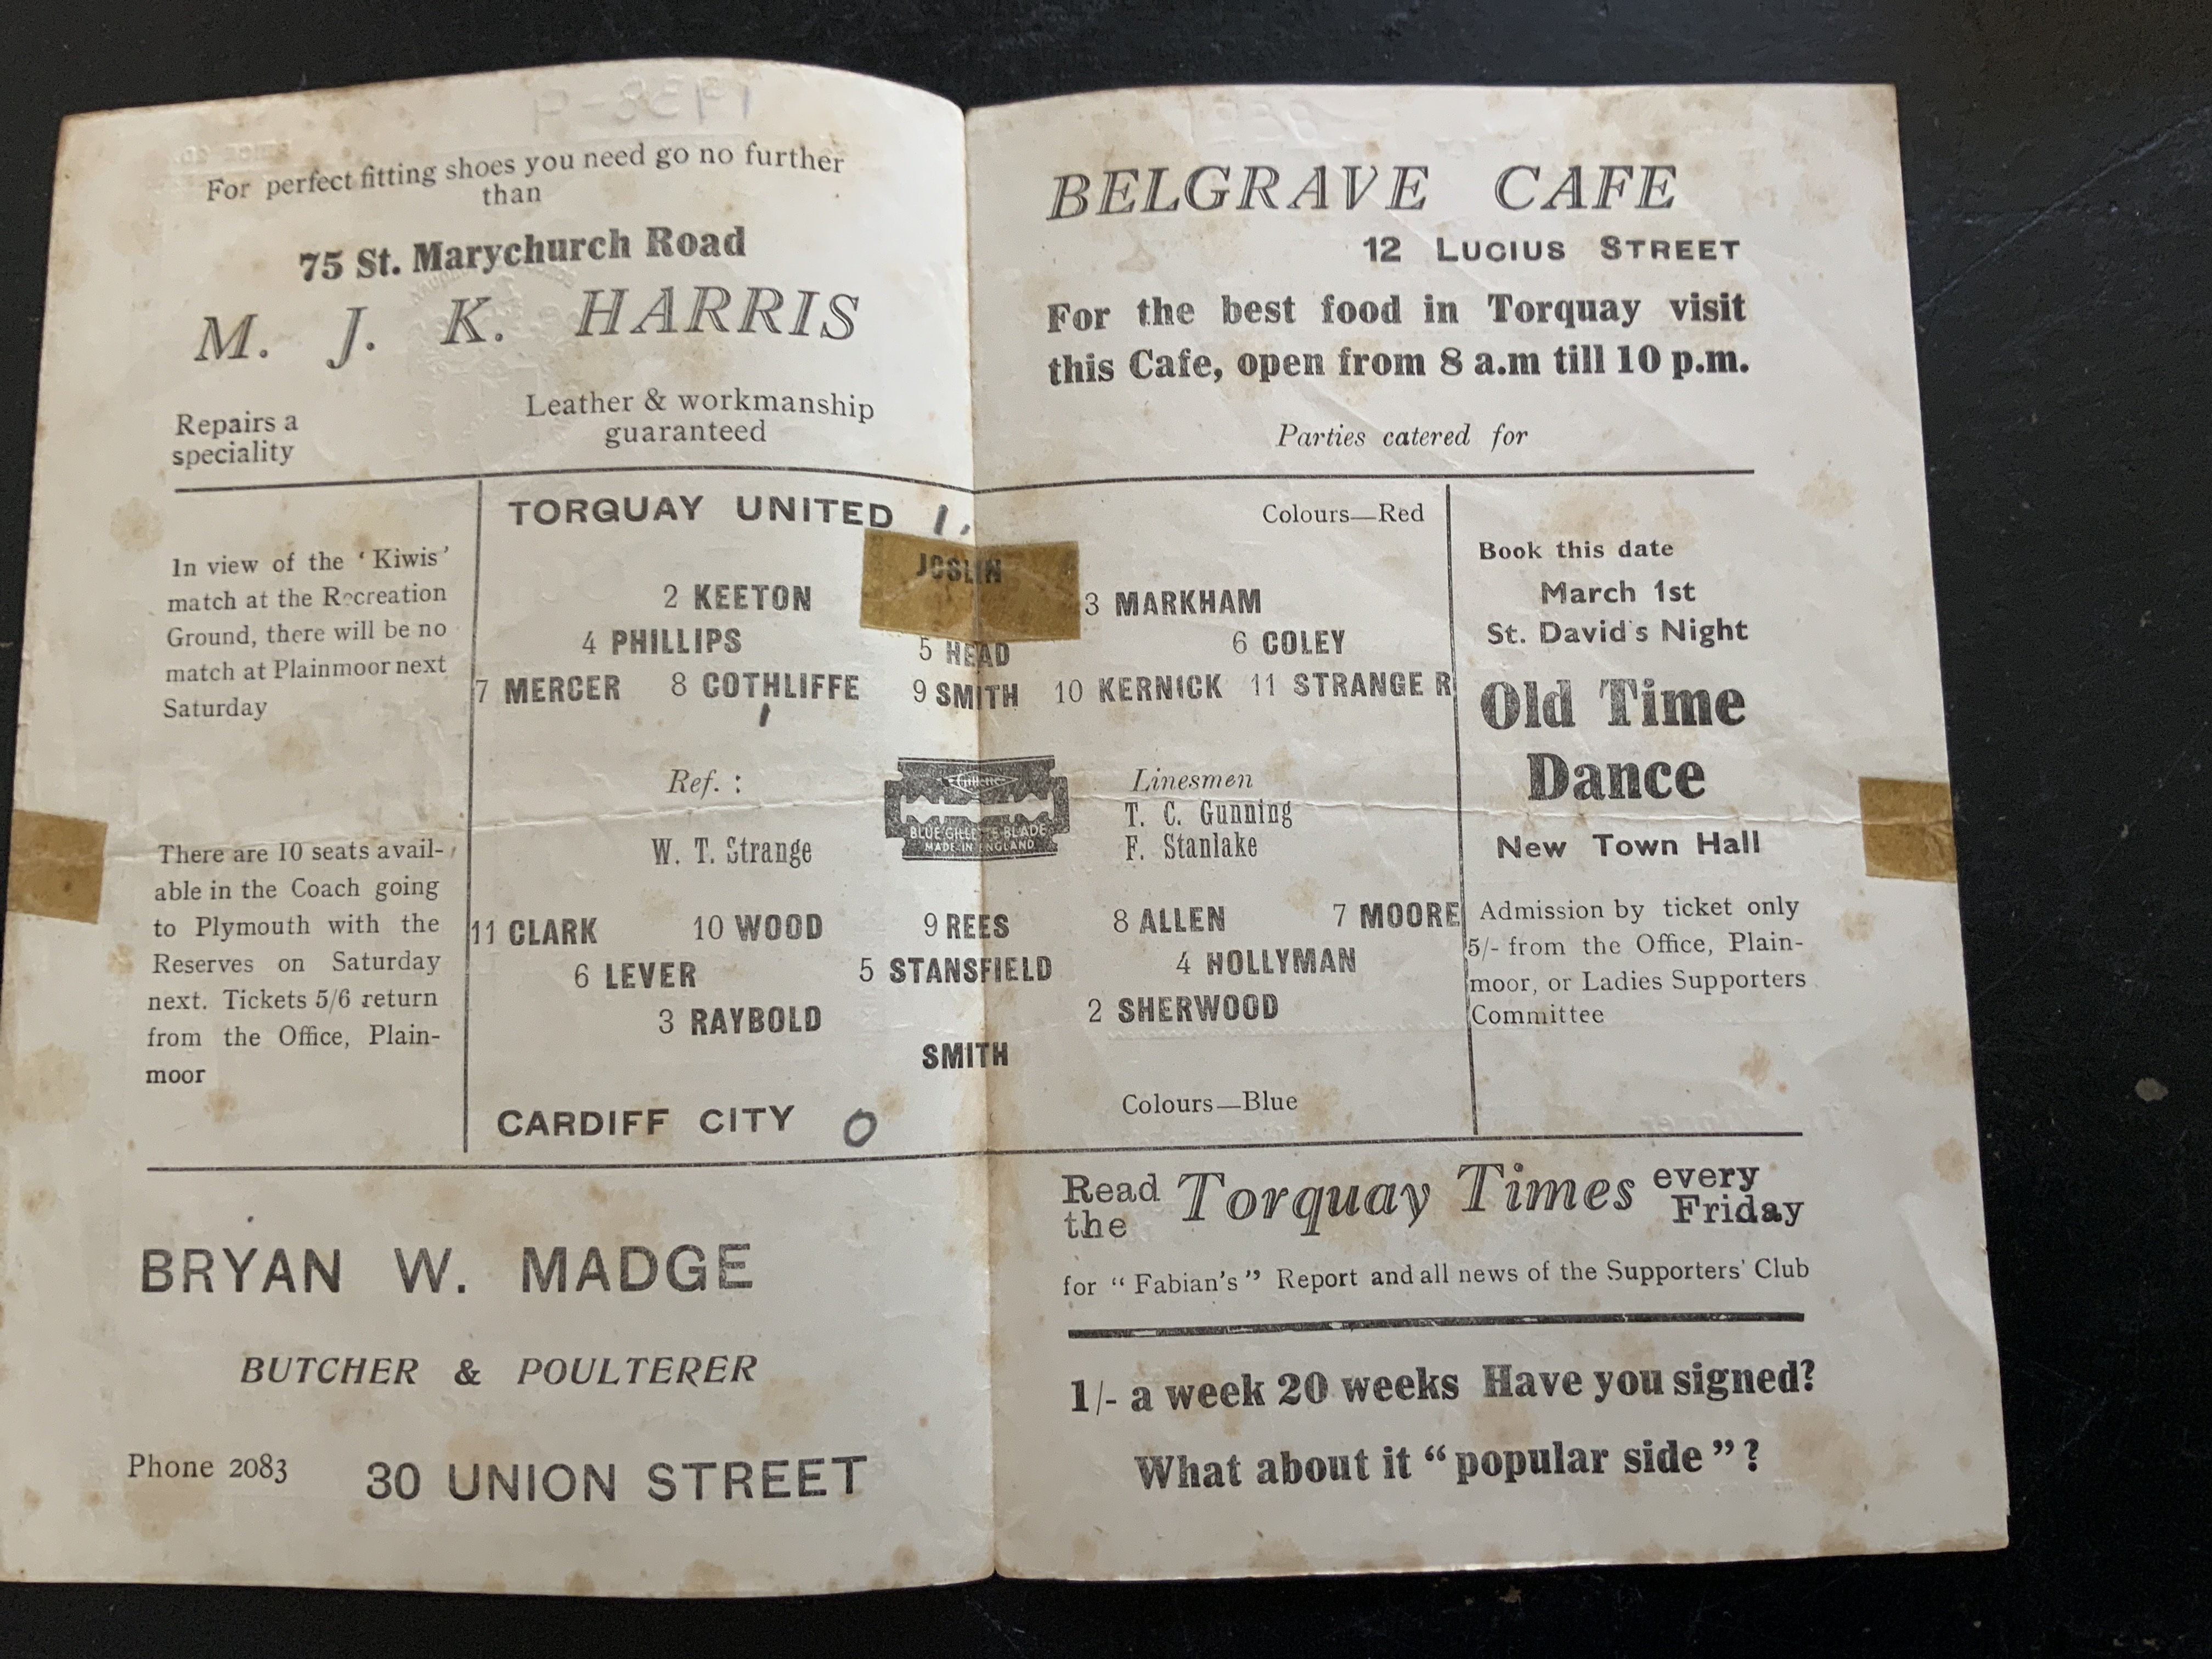 For perfect fitting shoes you need go no further
than
75 St. Marychurch Road
M. J. K. HARRIS
Repairs a
speciality
Leather & workmanship
guaranteed
BELGRAVE CAFE
12 LUCIUS STREET
For the best food in Torquay visit
this Cafe, open from 8 a.m till 10 p.m.
Parties catered for
In view of the 'Kiwis'
match at the Recreation
Ground, there will be no
match at Plainmoor next
Saturday
There are 10 seats avail-
able in the Coach going
to Plymouth with the
Reserves on Saturday
next. Tickets 5/6 return
from the Office, Plain-
moor
TORQUAY UNITED 1. Colours—Red
JOSLIN
2 KEETON 3 MARKHAM
4 PHILLIPS 5 HEAD 6 COLEY
7 MERCER 8 COTHLIFFE 9 SMITH 10 KERNICK 11 STRANGE R
1
Ref. :
W. T. Strange
Gillette
BLUE GILLETTE BLADE
MADE IN ENGLAND
Linesmen
T. C. Gunning
F. Stanlake
11 CLARK 10 WOOD 9 REES 8 ALLEN 7 MOORE
6 LEVER 5 STANSFIELD 4 HOLLYMAN
3 RAYBOLD 2 SHERWOOD
SMITH
CARDIFF CITY 0 Colours—Blue
Book this date
March 1st
St. David's Night
Old Time
Dance
New Town Hall
Admission by ticket only
5/- from the Office, Plain-
moor, or Ladies Supporters
Committee
BRYAN W. MADGE
BUTCHER & POULTERER
Phone 2083 30 UNION STREET
Read the Torquay Times every Friday
for "Fabian's" Report and all news of the Supporters' Club
1/- a week 20 weeks Have you signed?
What about it "popular side"?